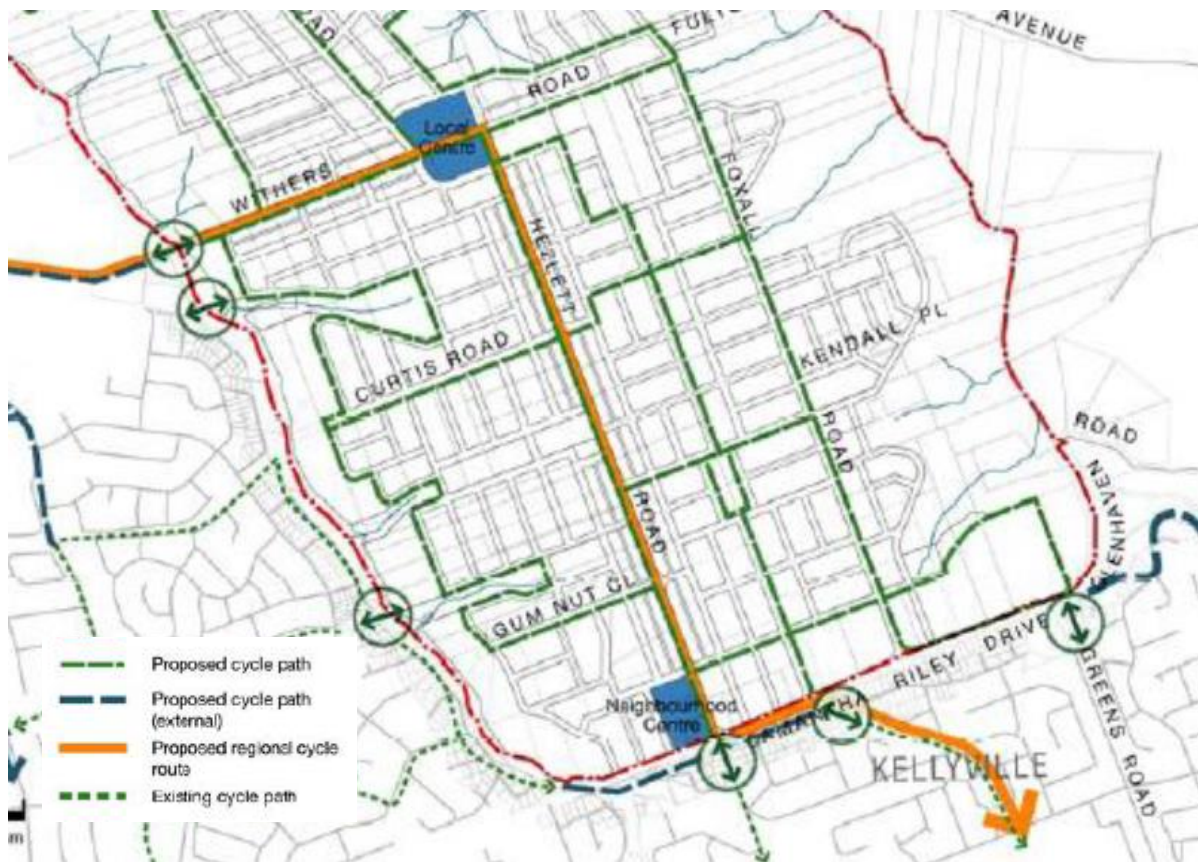 ROAD
FULTO
AVENUE
ROAD
Local
Centre
WITHERS
FOXALL
HEZLETT
CURTIS ROAD
KENDALL PL
ROAD
ROAD
ROAD
GUM NUT CL
Proposed cycle path
Proposed cycle path
(external)
Proposed regional cycle
route
Existing cycle path
Neighbourhood
Centre
RILEY DRIVE
GREENS ROAD
KELLYVILLE
m